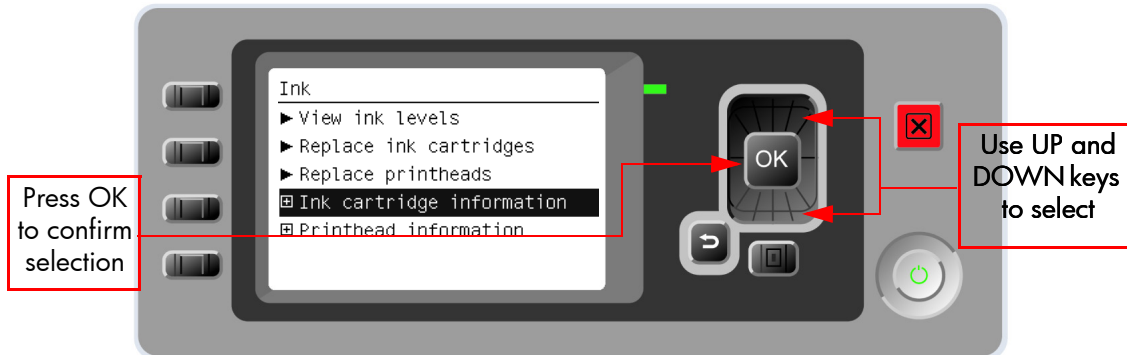 Ink
View ink levels
Replace ink cartridges
Replace printheads
Ink cartridge information
Printhead information
OK
Press OK
to confirm
selection
Use UP and
DOWN keys
to select